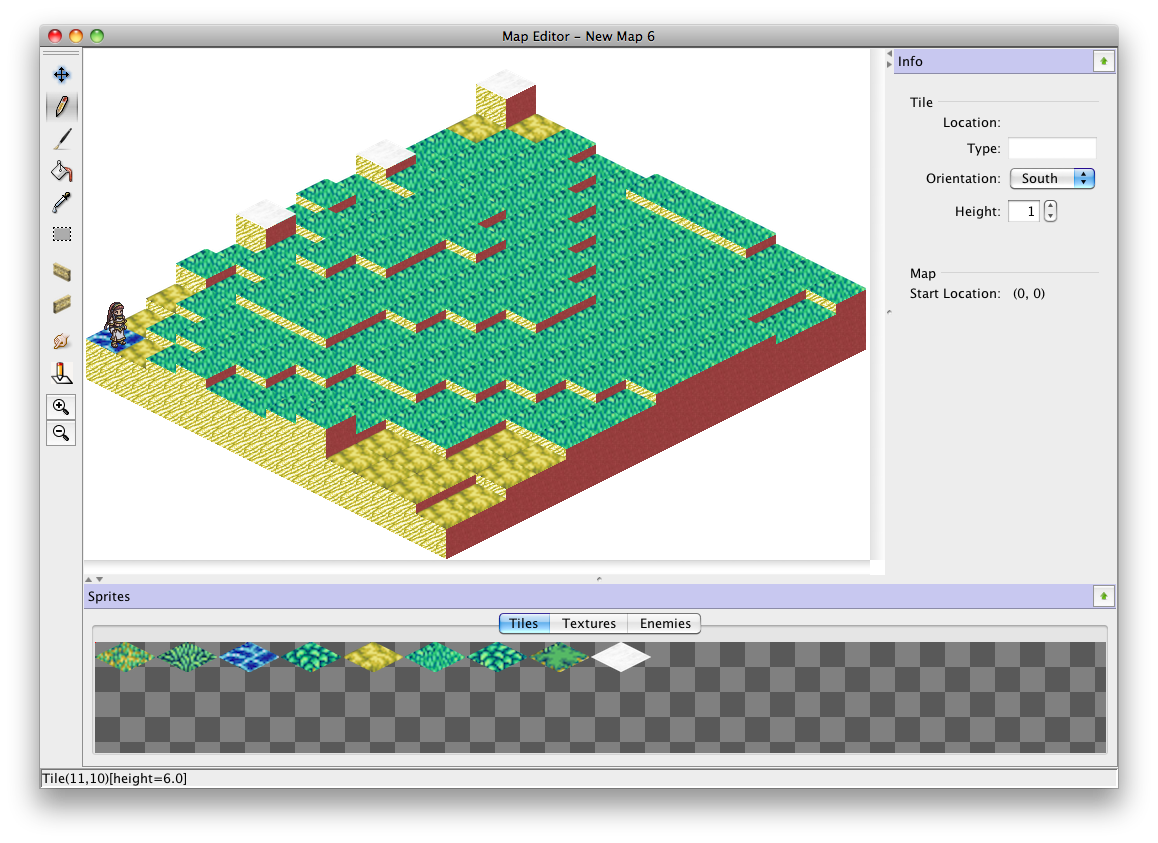 Map Editor – New Map 6
Info
Tile
Location:
Type:
Orientation: South
Height: 1
Map
Start Location: (0, 0)
Sprites
Tiles Textures Enemies
Tile(11,10)[height=6.0]